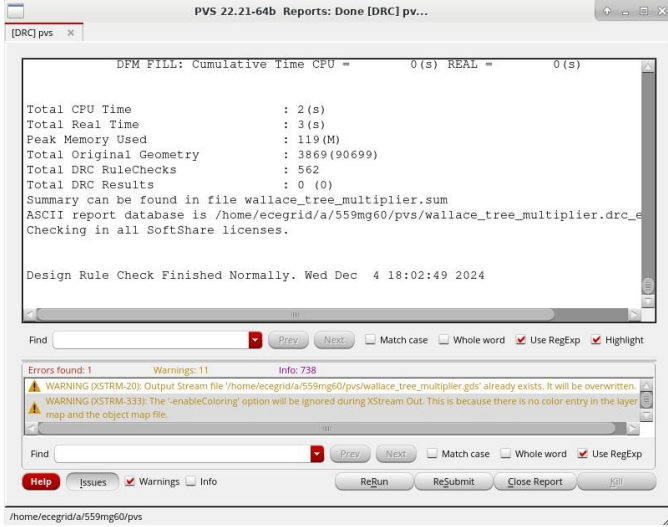 PVS 22.21-64b Reports: Done [DRC] pv...
[DRC] pvs
DFM FILL: Cumulative Time CPU = 0(s) REAL = 0(s)
Total CPU Time : 2(s)
Total Real Time : 3(s)
Peak Memory Used : 119(M)
Total Original Geometry : 3869(90699)
Total DRC RuleChecks : 562
Total DRC Results : 0 (0)
Summary can be found in file wallace_tree_multiplier.sum
ASCII report database is /home/ecegrid/a/559mg60/pvs/wallace_tree_multiplier.drc_e
Checking in all SoftShare licenses.
Design Rule Check Finished Normally. Wed Dec 4 18:02:49 2024
Find Prev Next Match case Whole word Use RegExp Highlight
Errors found: 1 Warnings: 11 Info: 738
WARNING (XSTRM-20): Output Stream file '/home/ecegrid/a/559mg60/pvs/wallace_tree_multiplier.gds' already exists. It will be overwritten.
WARNING (XSTRM-333): The '-enableColoring' option will be ignored during XStream Out. This is because there is no color entry in the layer
map and the object map file.
Find Prev Next Match case Whole word Use RegExp
Help Issues Warnings Info ReRun ReSubmit Close Report Kill
/home/ecegrid/a/559mg60/pvs